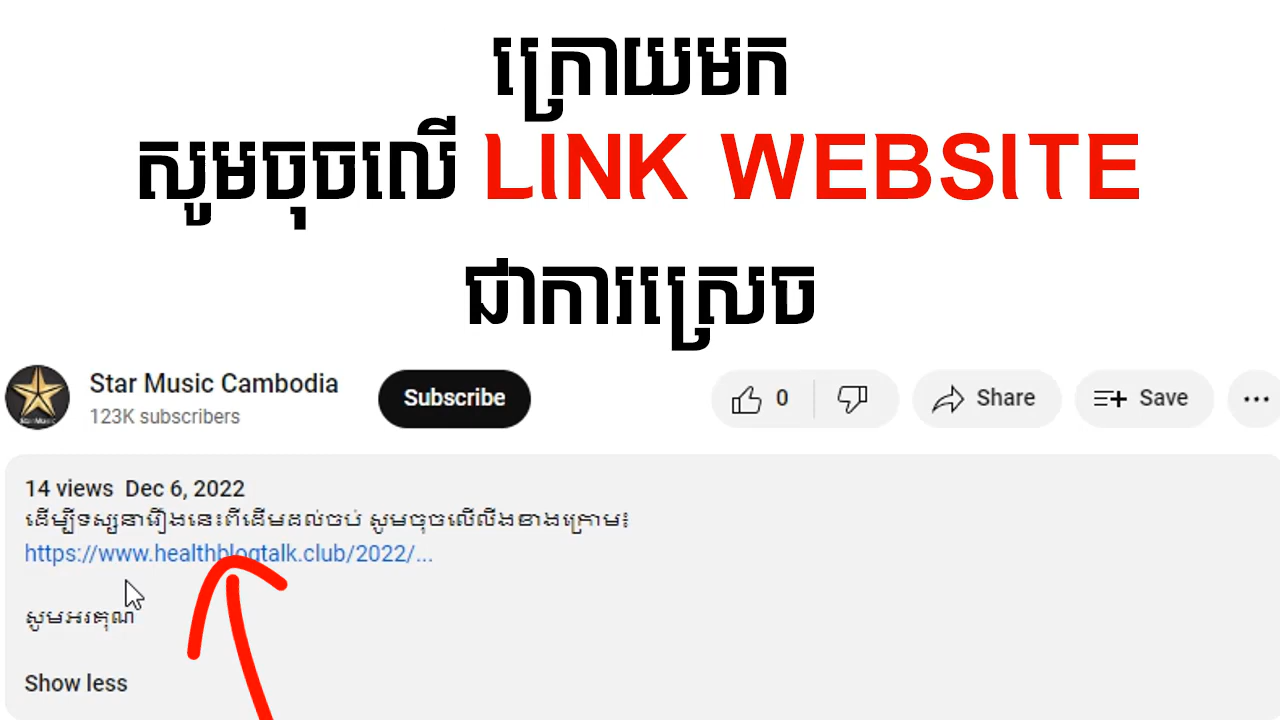 ក្រោយមក
សូមចុចលើ LINK WEBSITE
ជាការស្រេច
Star Music Cambodia
123K subscribers
Subscribe
0
Share
Save
14 views Dec 6, 2022
ដើម្បីទស្សនារឿងនេះពីដើមដល់ចប់ សូមចុចលើលីងខាងក្រោម៖
https://www.healthblogtalk.club/2022/...
សូមអរគុណ
Show less